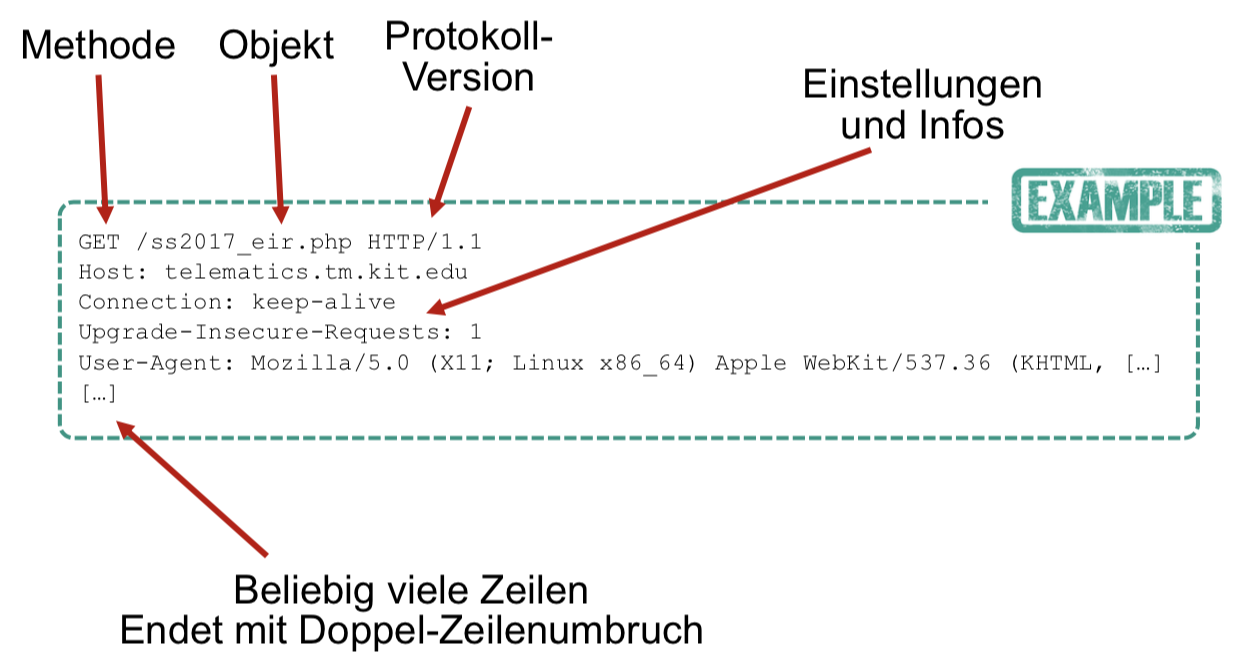 Methode Objekt Protokoll-
Version
Einstellungen
und Infos
EXAMPLE
GET /ss2017_eir.php HTTP/1.1
Host: telematics.tm.kit.edu
Connection: keep-alive
Upgrade-Insecure-Requests: 1
User-Agent: Mozilla/5.0 (X11; Linux x86_64) Apple WebKit/537.36 (KHTML, […]
[…]
Beliebig viele Zeilen
Endet mit Doppel-Zeilenumbruch